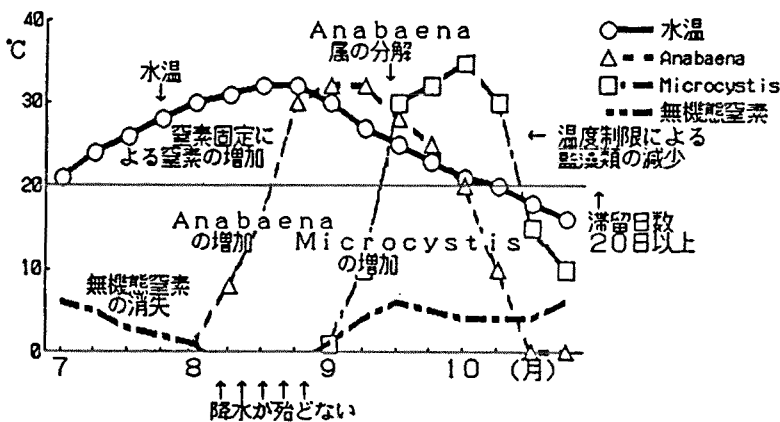 40
℃
30
20
10
0
7
8
9
10
(月)
Anabaena
属の分解
↓
水温
↓
窒素固定に
よる窒素の増加
Anabaena
の増加
Microcystis
の増加
無機態窒素
の消失
↑ ↑ ↑ ↑ ↑
降水が殆どない
水温
Anabaena
Microcystis
無機態窒素
← 温度制限による
藍藻類の減少
↑
滞留日数
20日以上